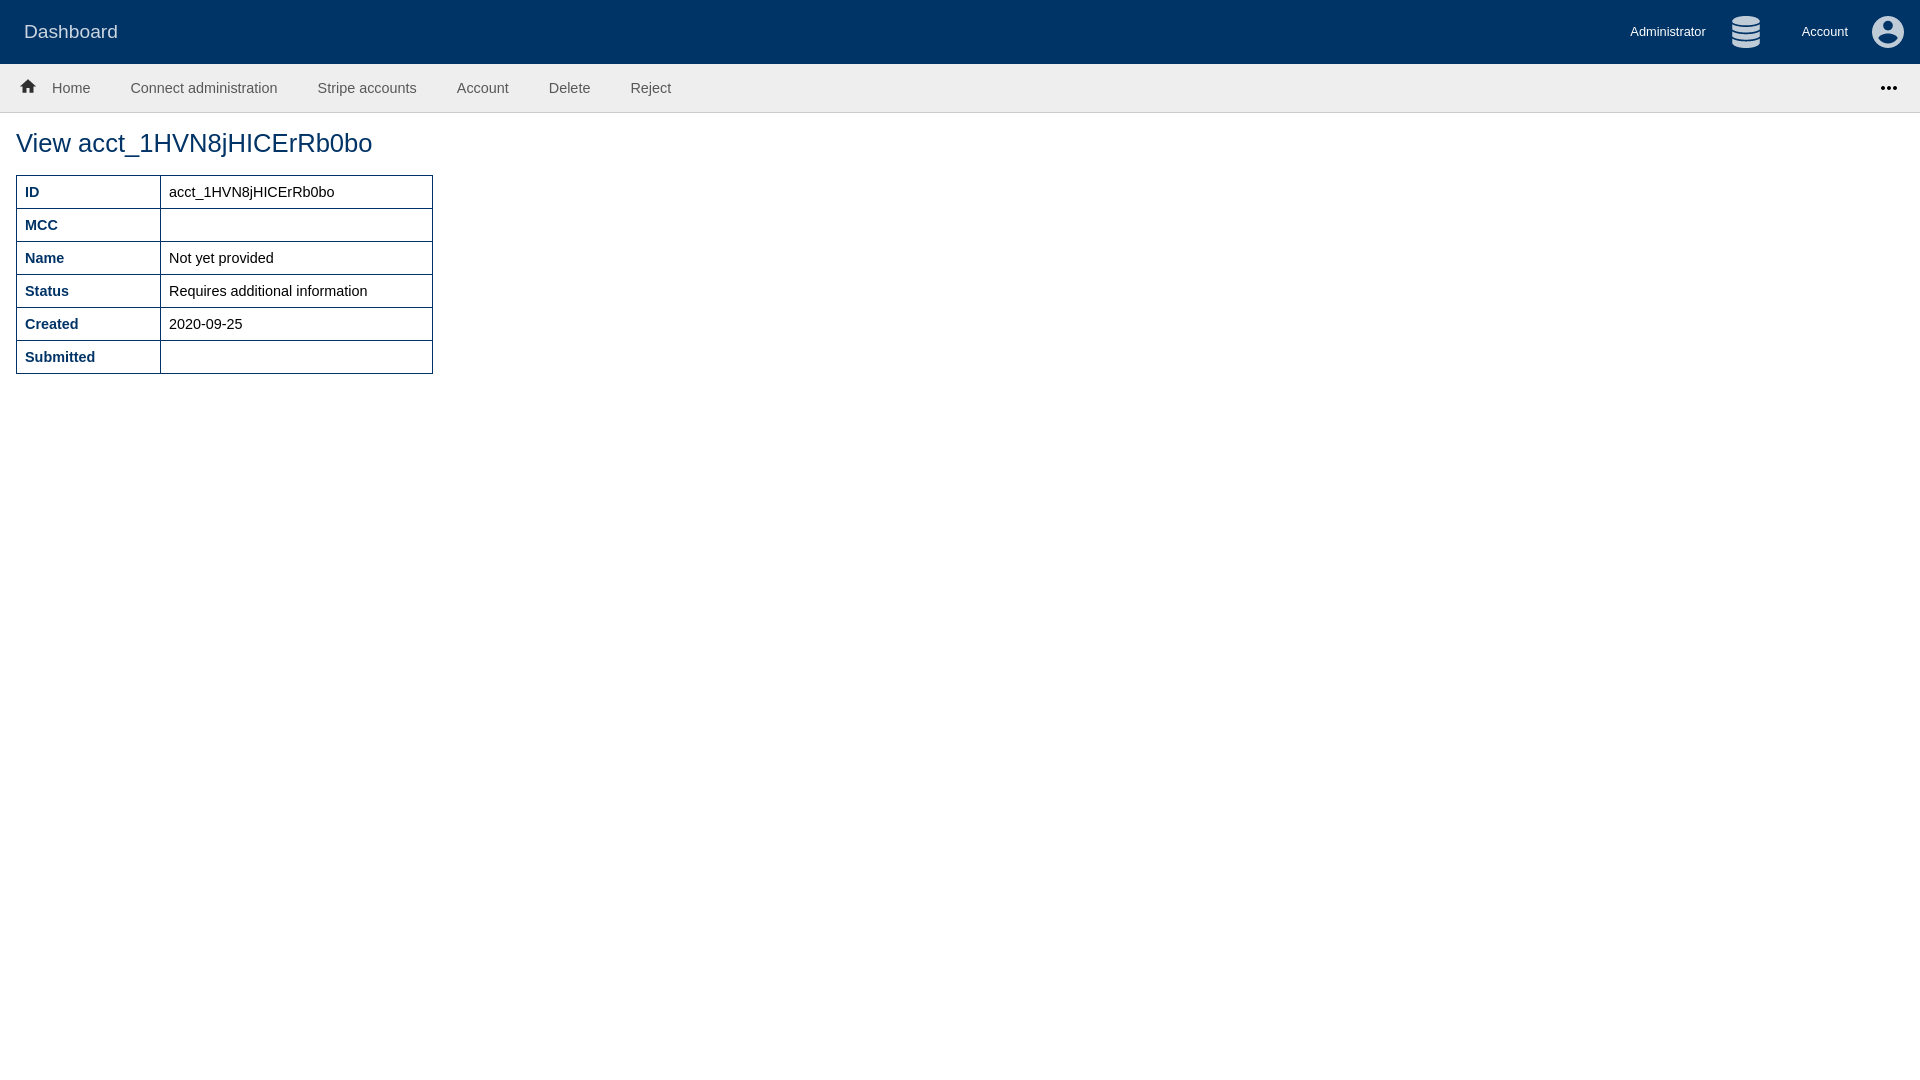 Dashboard Administrator Account
Home Connect administration Stripe accounts Account Delete Reject
View acct_1HVN8jHICErRb0bo
ID acct_1HVN8jHICErRb0bo
MCC
Name Not yet provided
Status Requires additional information
Created 2020-09-25
Submitted